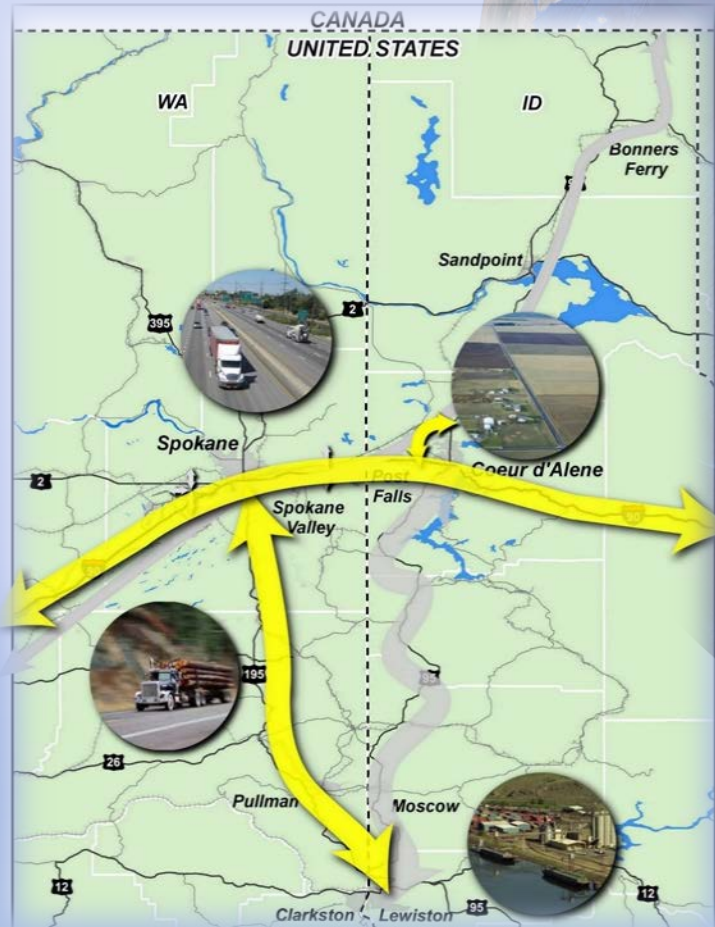 CANADA
UNITED STATES
WA
ID
Bonners
Ferry
95
Sandpoint
2
395
Spokane
2
Coeur d'Alene
Post
Falls
Spokane
Valley
90
195
95
26
Pullman
Moscow
12
12
95
Clarkston
Lewiston